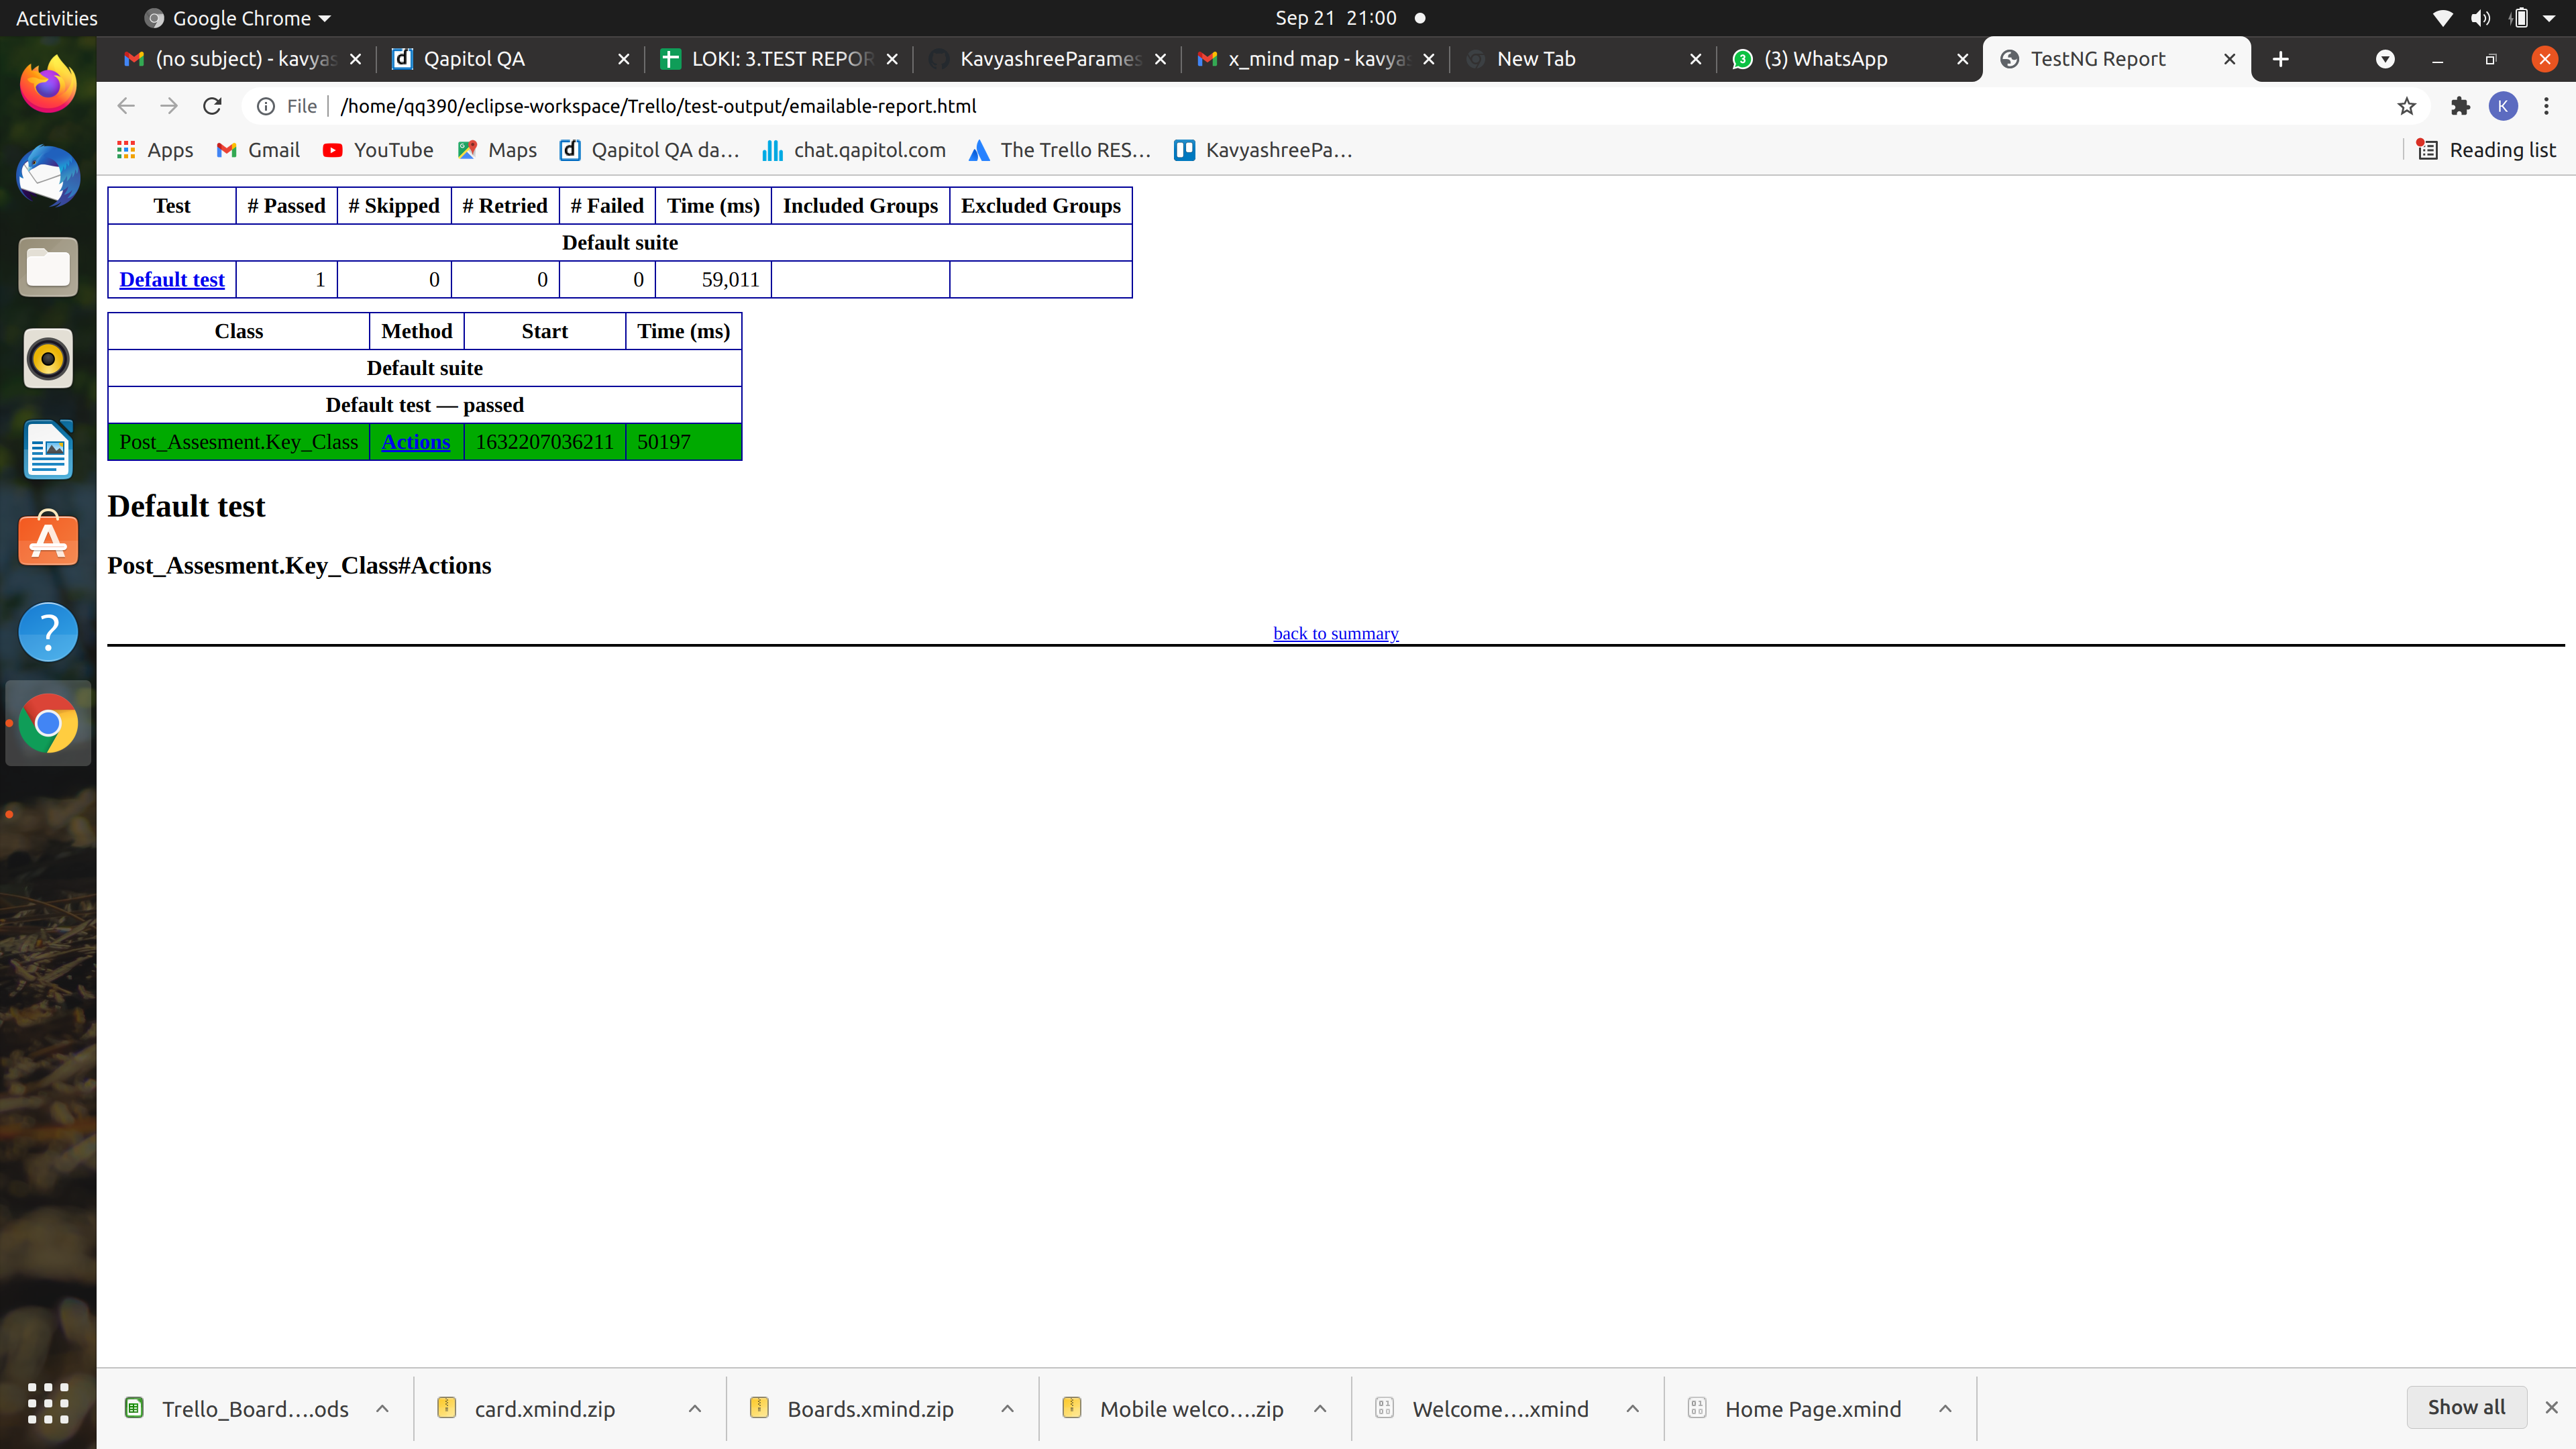 Activities
Google Chrome
Sep 21 21:00
(no subject) - kavyas
Qapitol QA
LOKI: 3.TEST REPOR
KavyashreeParames
x_mind map - kavyas
New Tab
3
(3) WhatsApp
TestNG Report
File
/home/qq390/eclipse-workspace/Trello/test-output/emailable-report.html
K
Apps
Gmail
YouTube
Maps
Qapitol QA da…
chat.qapitol.com
The Trello RES…
KavyashreePa…
Reading list
Test # Passed # Skipped # Retried # Failed Time (ms) Included Groups Excluded Groups
Default suite
Default test 1 0 0 0 59,011
Class Method Start Time (ms)
Default suite
Default test — passed
Post_Assesment.Key_Class Actions 1632207036211 50197
Default test
Post_Assesment.Key_Class#Actions
back to summary
Trello_Board….ods
card.xmind.zip
Boards.xmind.zip
Mobile welco….zip
Welcome….xmind
Home Page.xmind
Show all